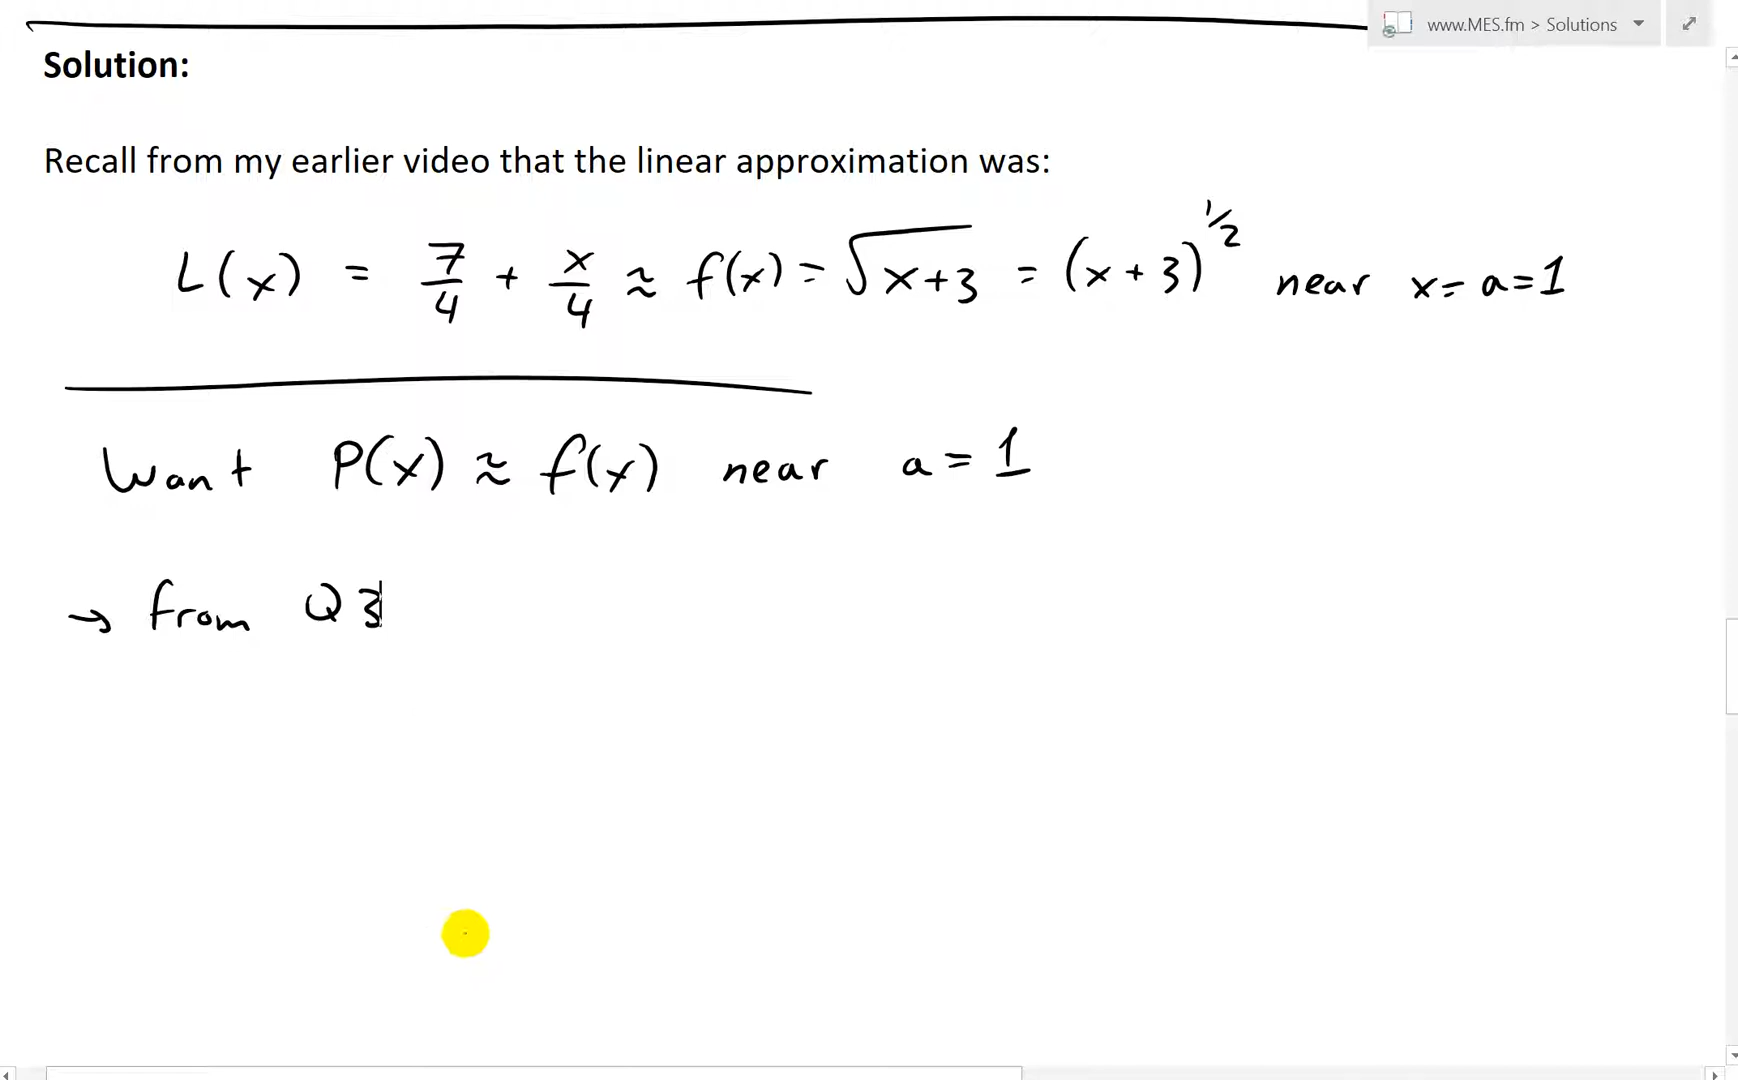 www.MES.fm > Solutions
Solution:
Recall from my earlier video that the linear approximation was:
L(x) = 7/4 + x/4 ≈ f(x) = √x+3 = (x+3)^1/2 near x = a = 1
Want P(x) ≈ f(x) near a = 1
→ from Q3